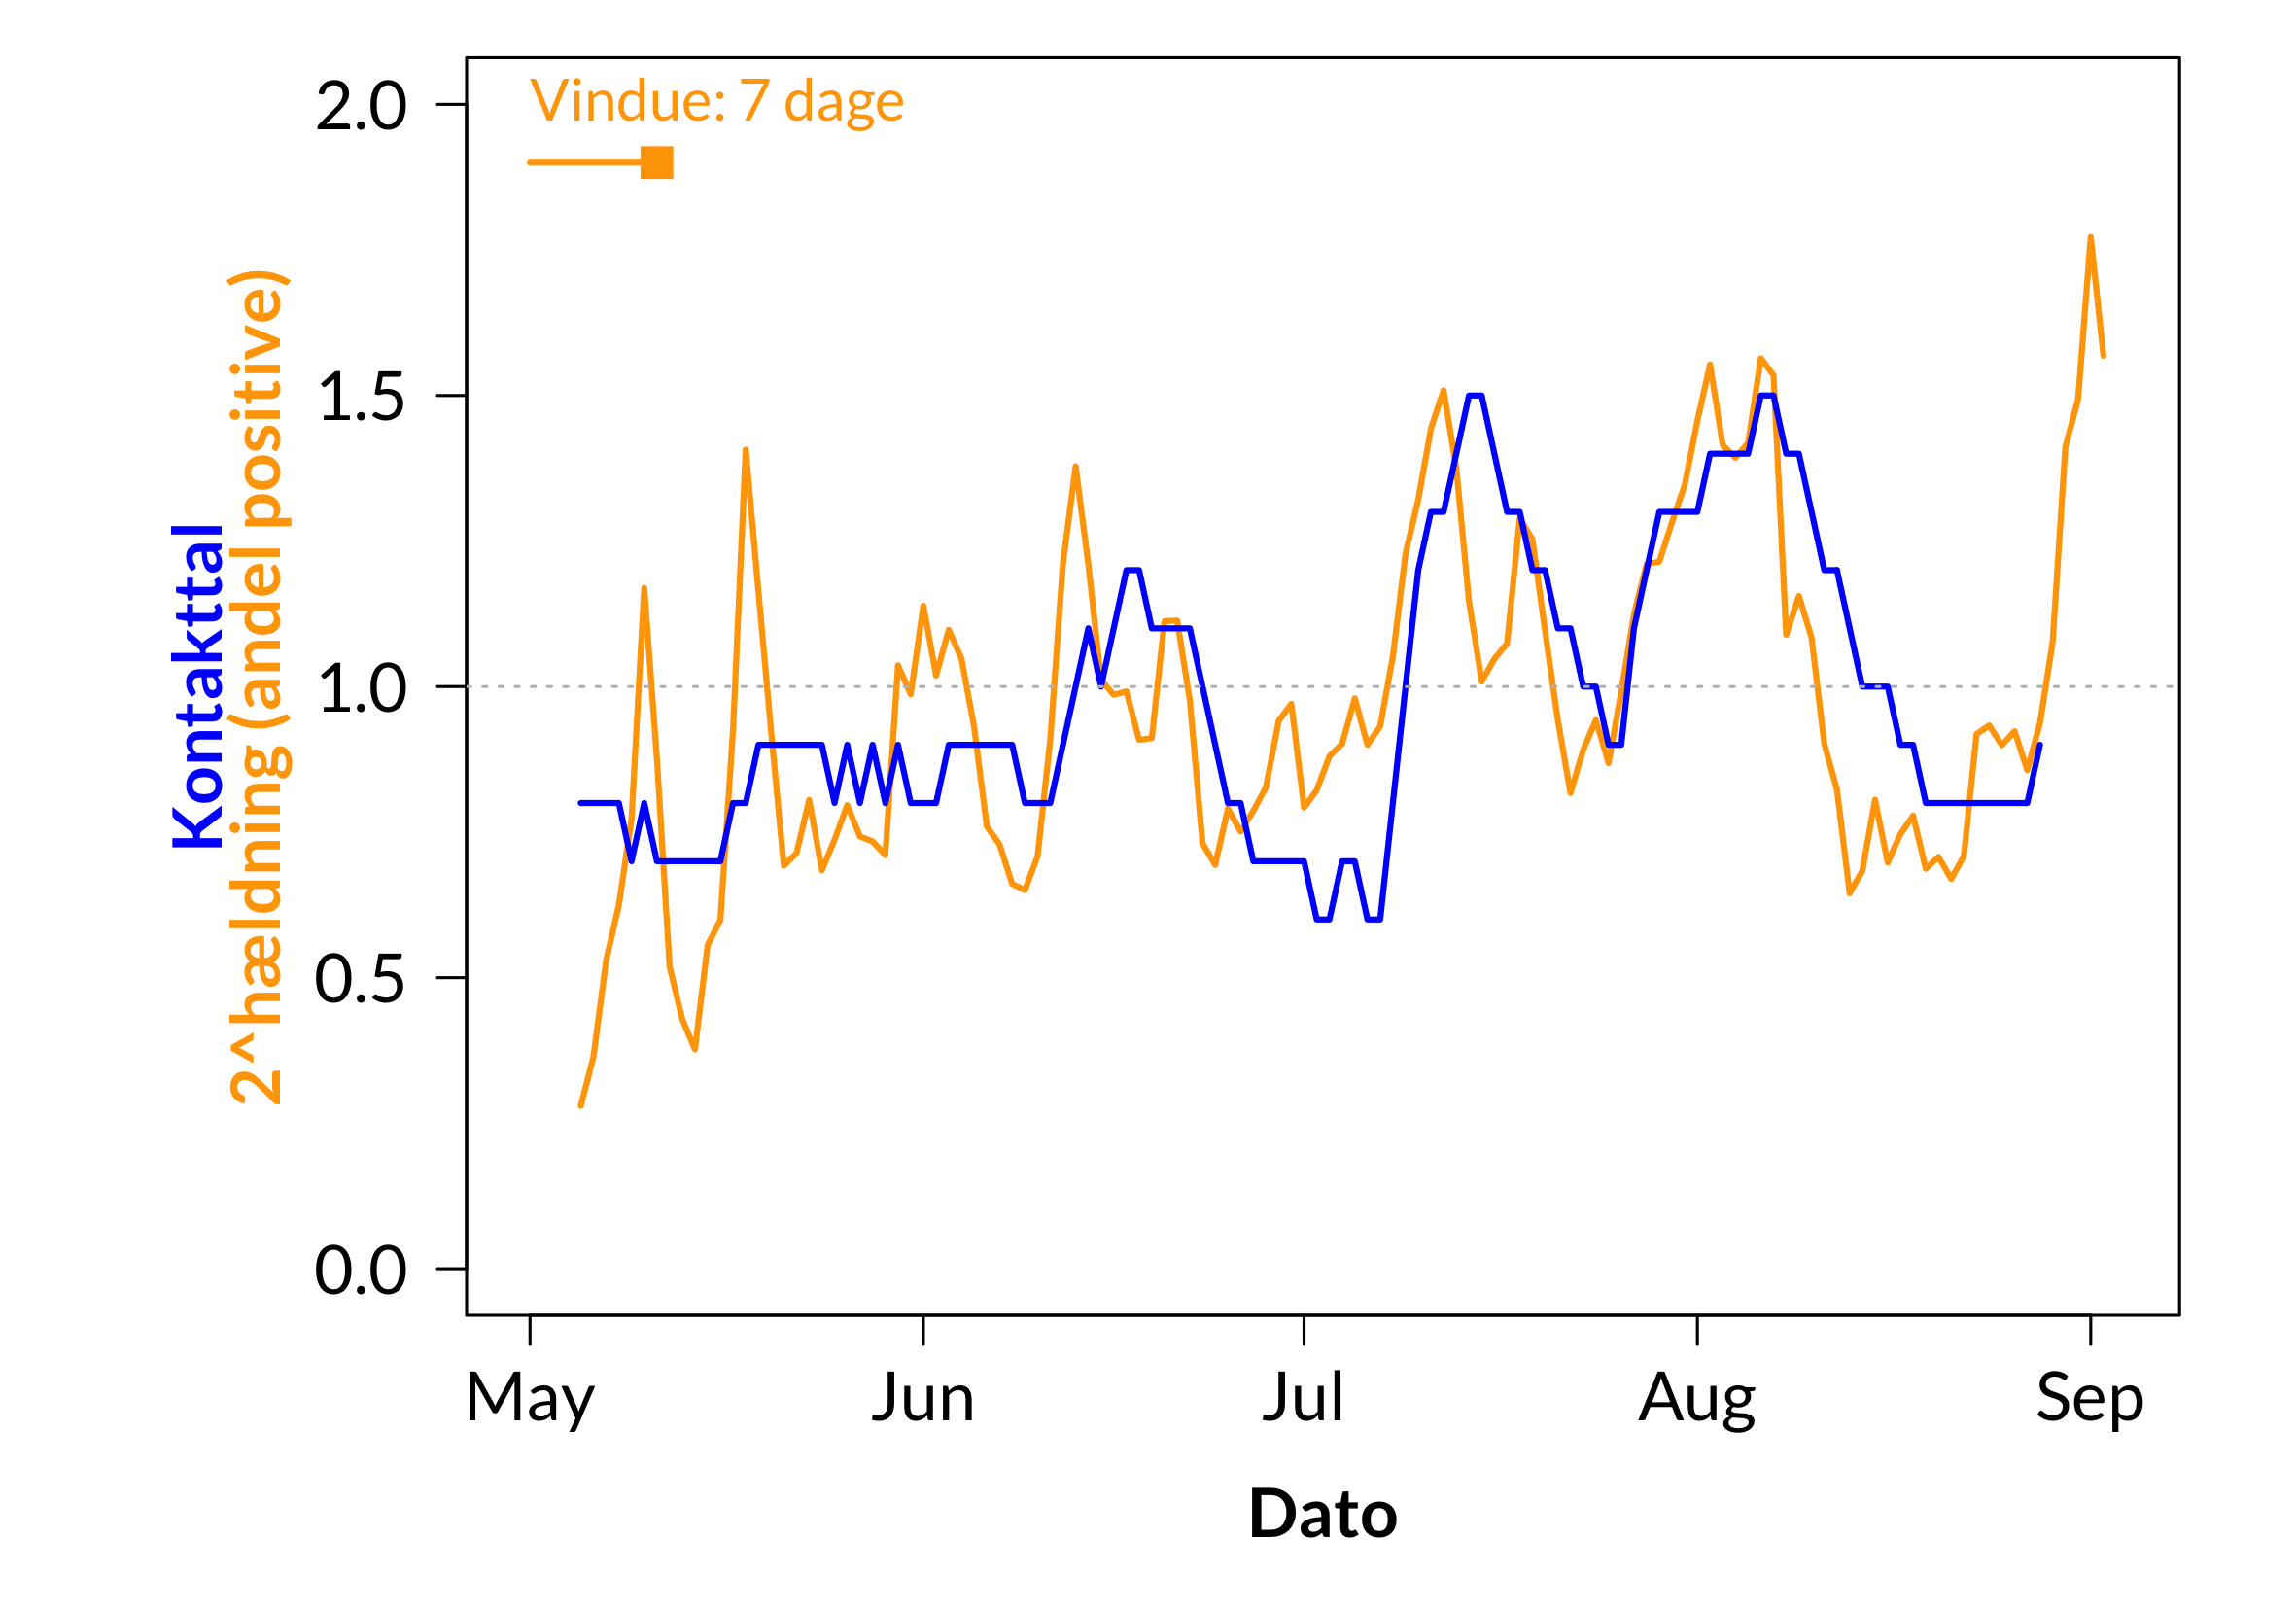 Vindue: 7 dage
Kontakttal
2^hældning(andel positive)
2.0
1.5
1.0
0.5
0.0
May Jun Jul Aug Sep
Dato